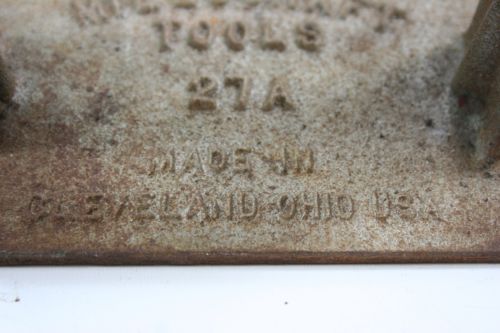 TOOLS
27A
MADE IN
CLEVELAND OHIO USA